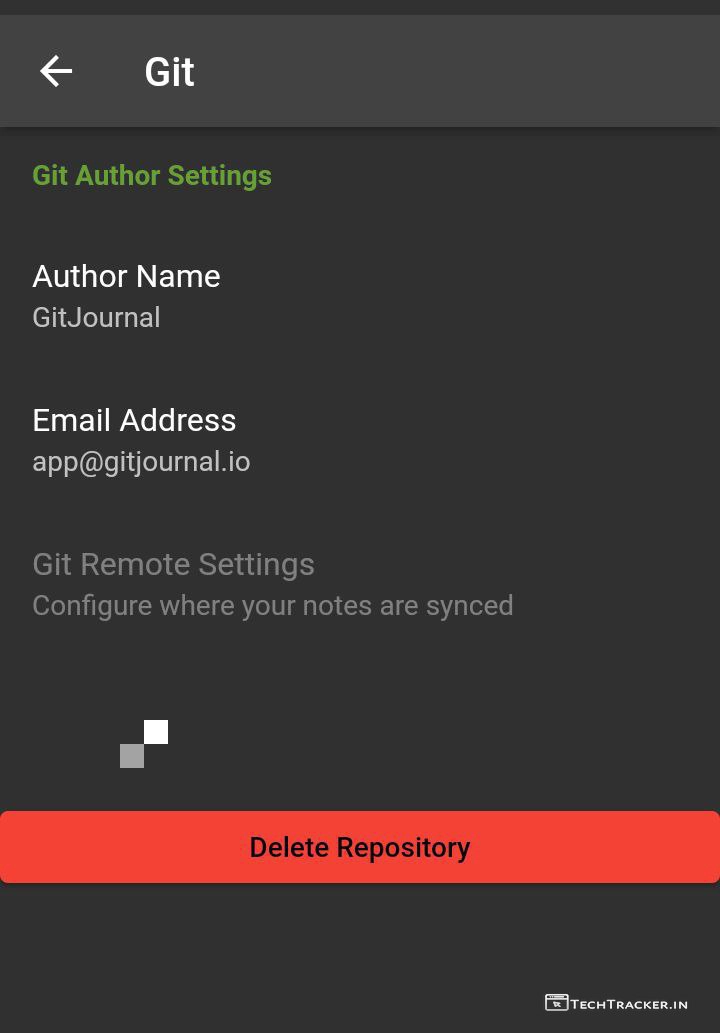 Git
Git Author Settings
Author Name
GitJournal
Email Address
app@gitjournal.io
Git Remote Settings
Configure where your notes are synced
Delete Repository
TECHTRACKER.IN